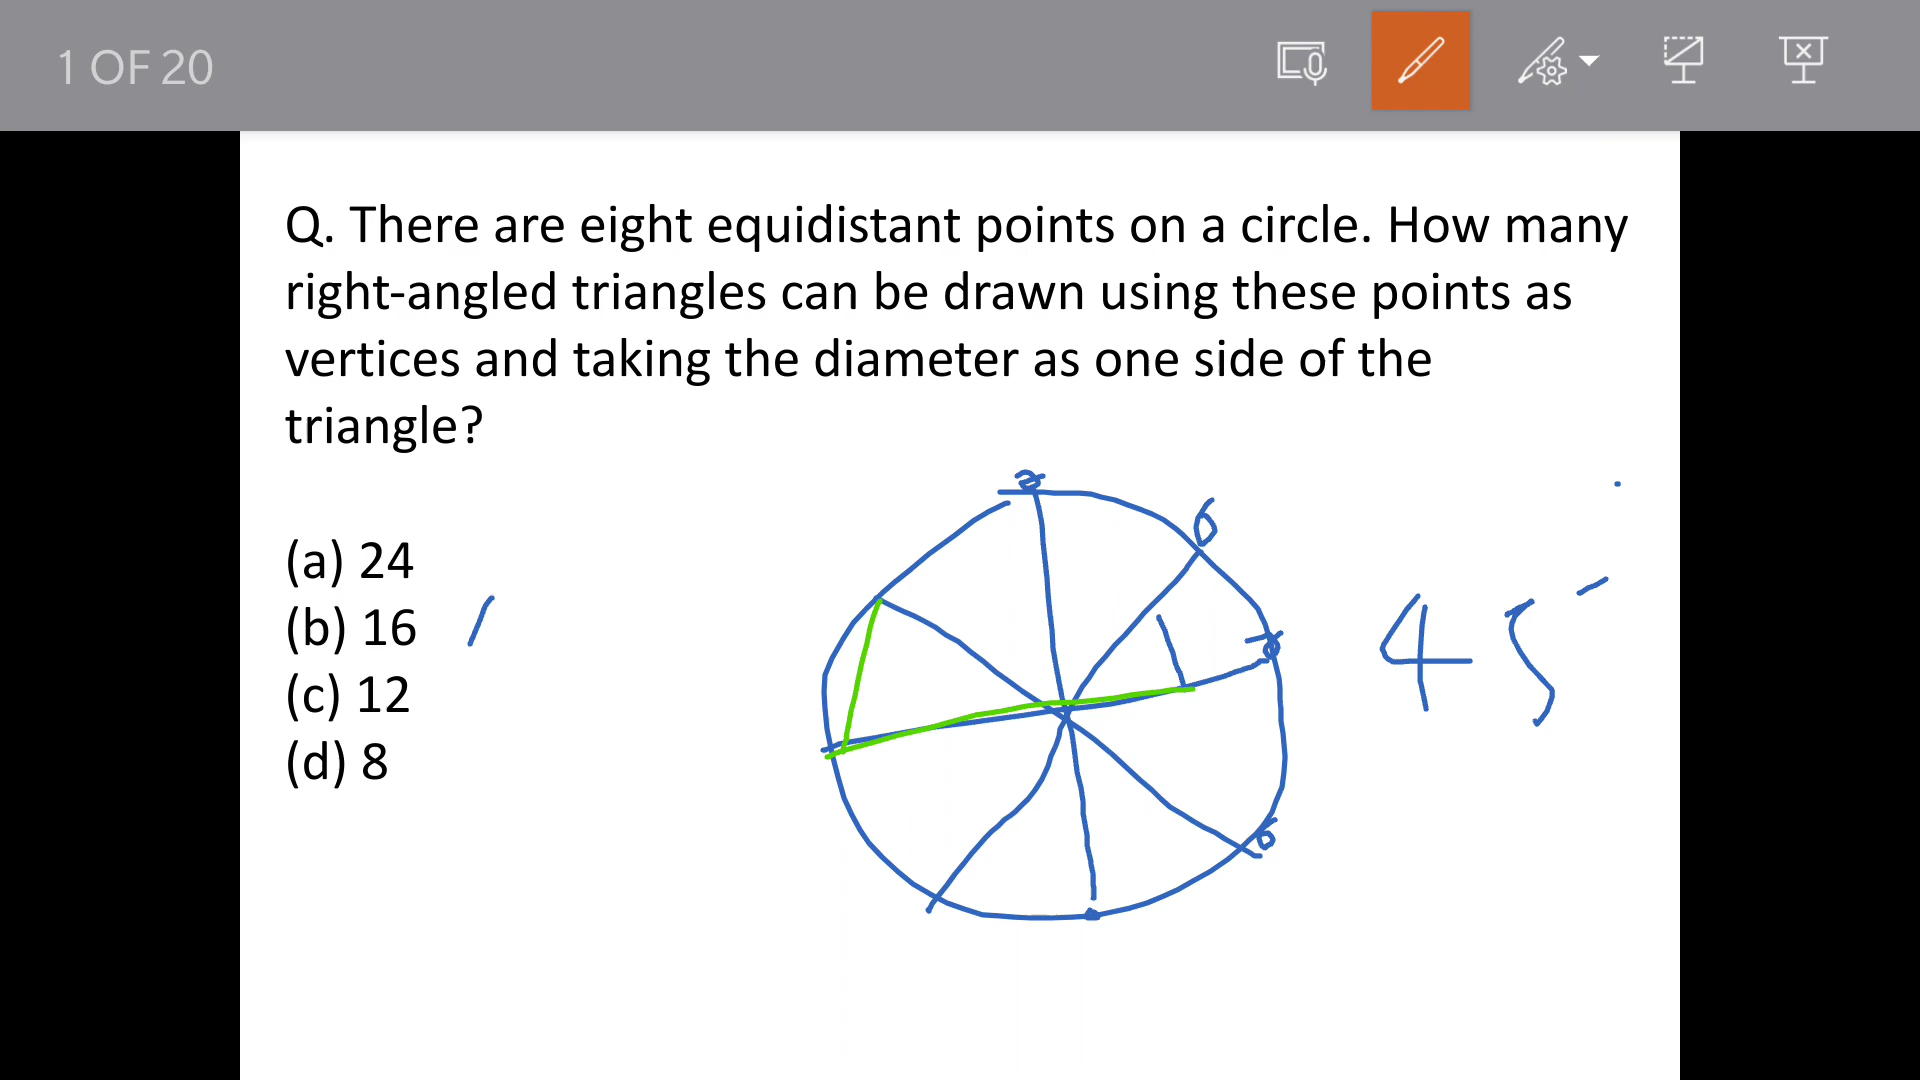 1 OF 20
Q. There are eight equidistant points on a circle. How many
right-angled triangles can be drawn using these points as
vertices and taking the diameter as one side of the
triangle?
(a) 24
(b) 16
(c) 12
(d) 8
45